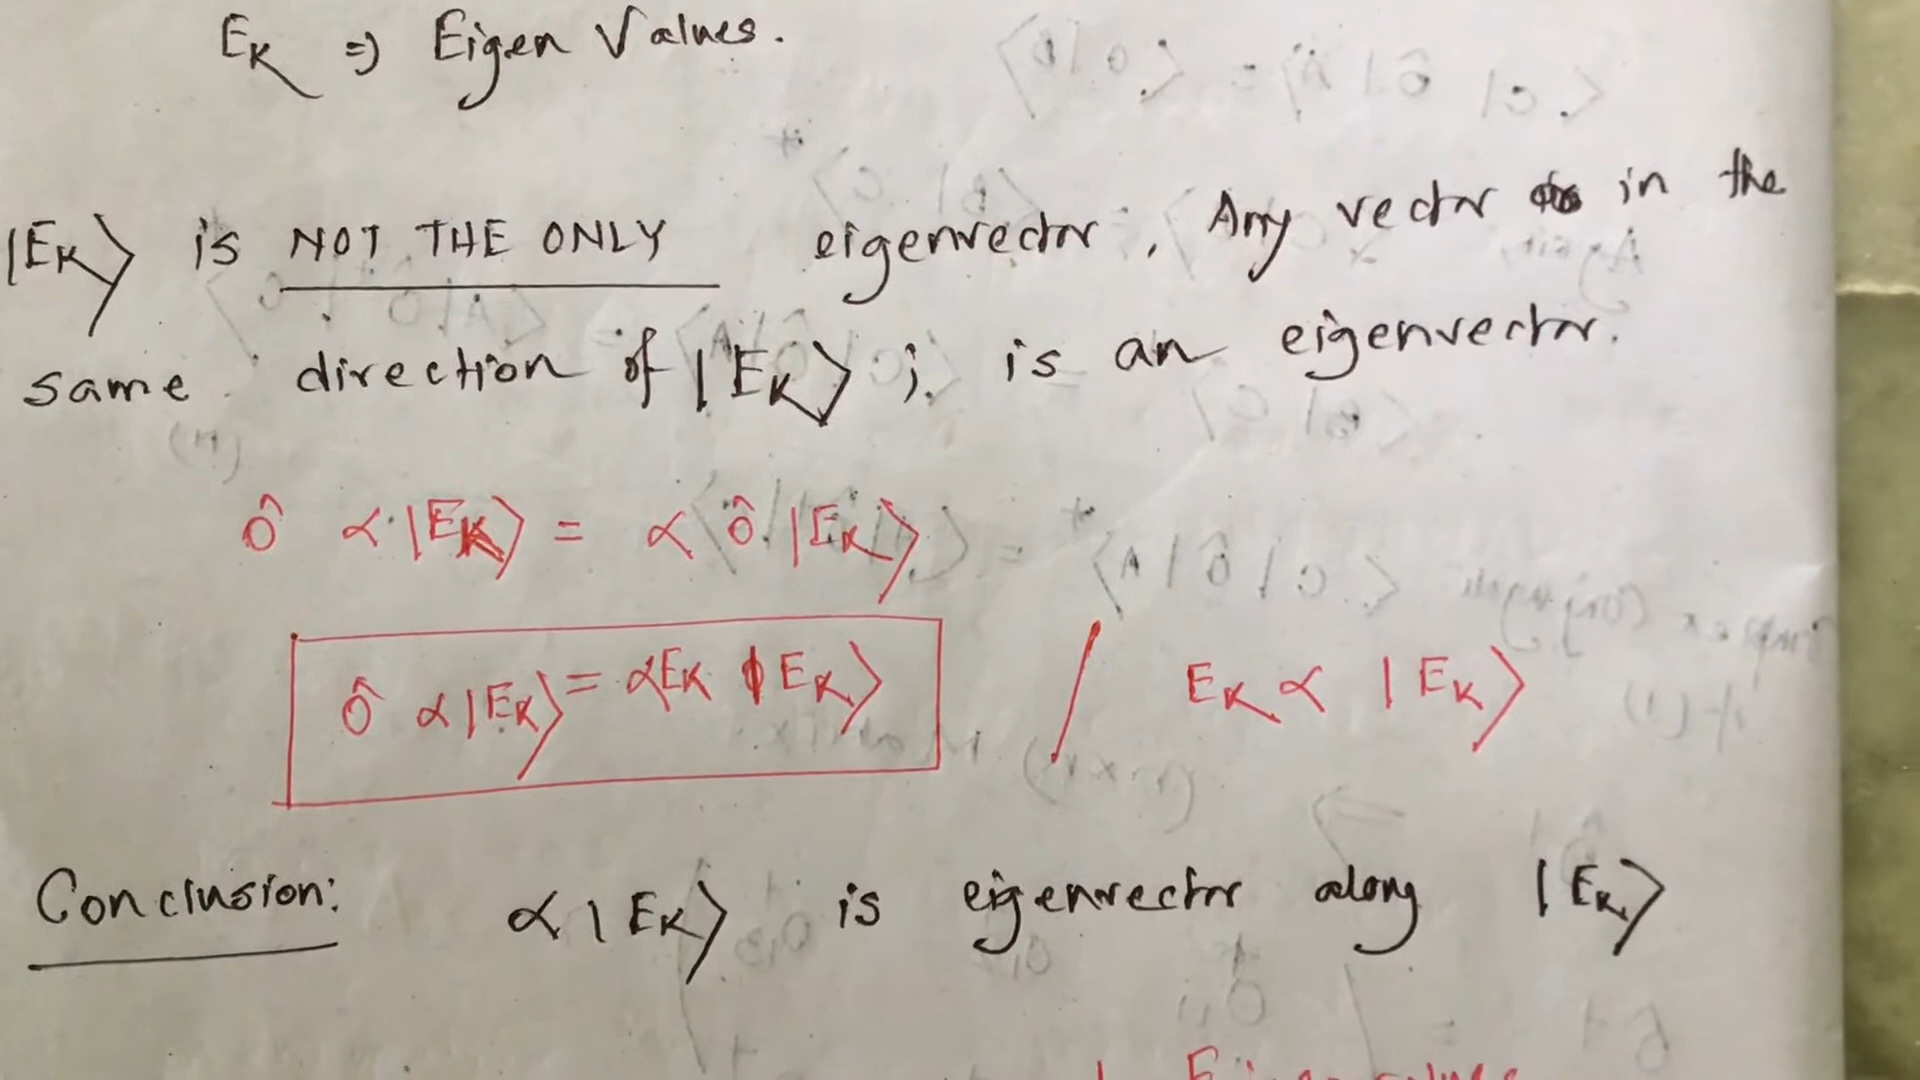 E_K ⇒ Eigen Values.
|E_K⟩ is NOT THE ONLY eigenvector. Any vector in the
same direction of |E_K⟩; is an eigenvector.
Ô α|E_K⟩ = α Ô |E_K⟩
Ô α|E_K⟩ = αE_K |E_K⟩ / E_K α |E_K⟩
Conclusion: α|E_K⟩ is eigenvector along |E_K⟩